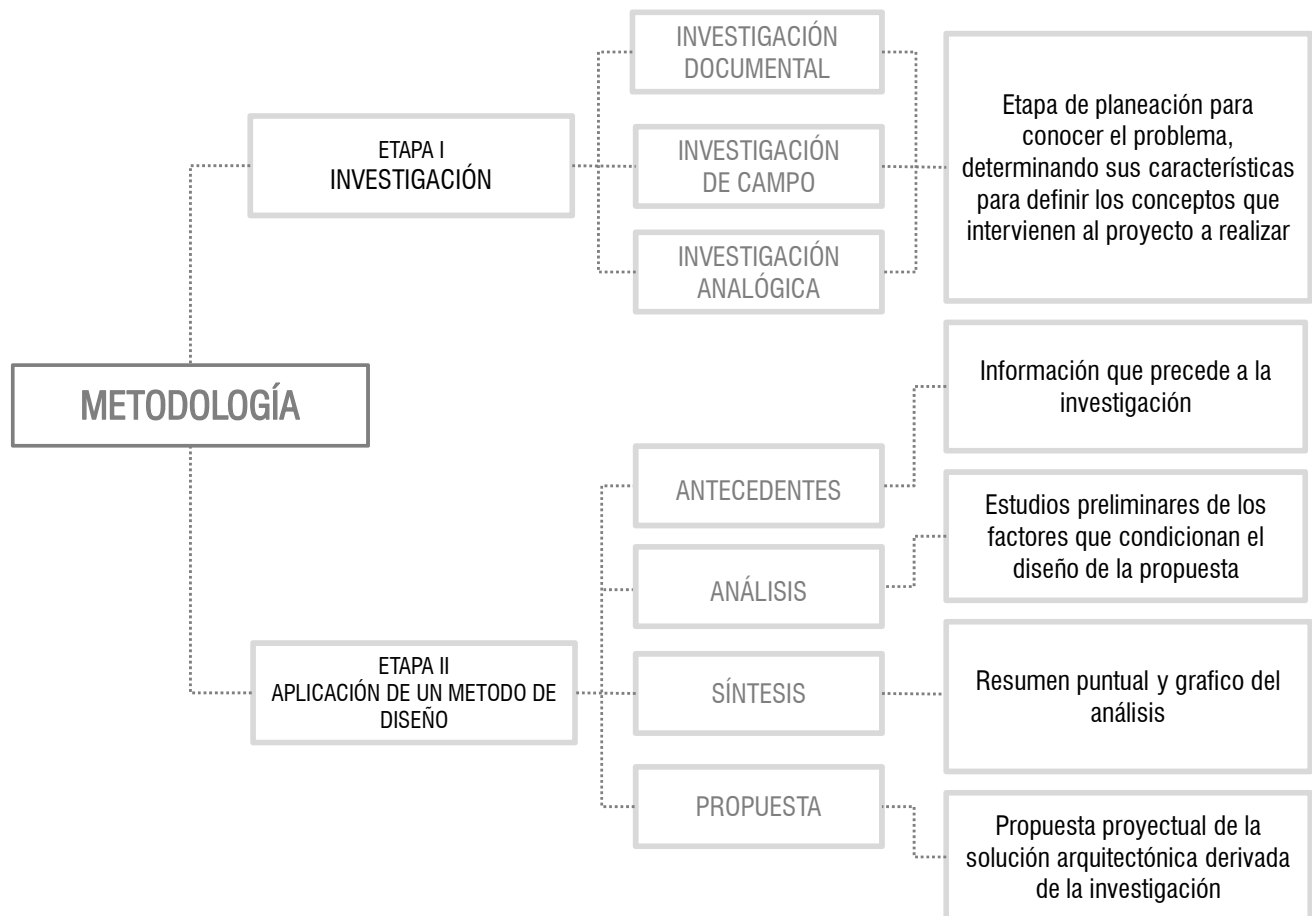 METODOLOGÍA
ETAPA I
INVESTIGACIÓN
INVESTIGACIÓN
DOCUMENTAL
INVESTIGACIÓN
DE CAMPO
INVESTIGACIÓN
ANALÓGICA
Etapa de planeación para
conocer el problema,
determinando sus características
para definir los conceptos que
intervienen al proyecto a realizar
ETAPA II
APLICACIÓN DE UN METODO DE
DISEÑO
ANTECEDENTES
Información que precede a la
investigación
ANÁLISIS
Estudios preliminares de los
factores que condicionan el
diseño de la propuesta
SÍNTESIS
Resumen puntual y grafico del
análisis
PROPUESTA
Propuesta proyectual de la
solución arquitectónica derivada
de la investigación